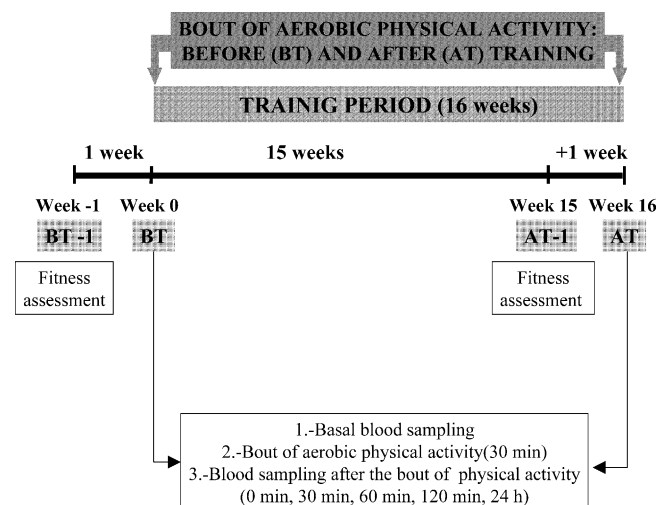 BOUT OF AEROBIC PHYSICAL ACTIVITY:
BEFORE (BT) AND AFTER (AT) TRAINING
TRAINIG PERIOD (16 weeks)
1 week 15 weeks +1 week
Week -1 Week 0 Week 15 Week 16
BT-1 BT AT-1 AT
Fitness
assessment
Fitness
assessment
1.-Basal blood sampling
2.-Bout of aerobic physical activity(30 min)
3.-Blood sampling after the bout of physical activity
(0 min, 30 min, 60 min, 120 min, 24 h)